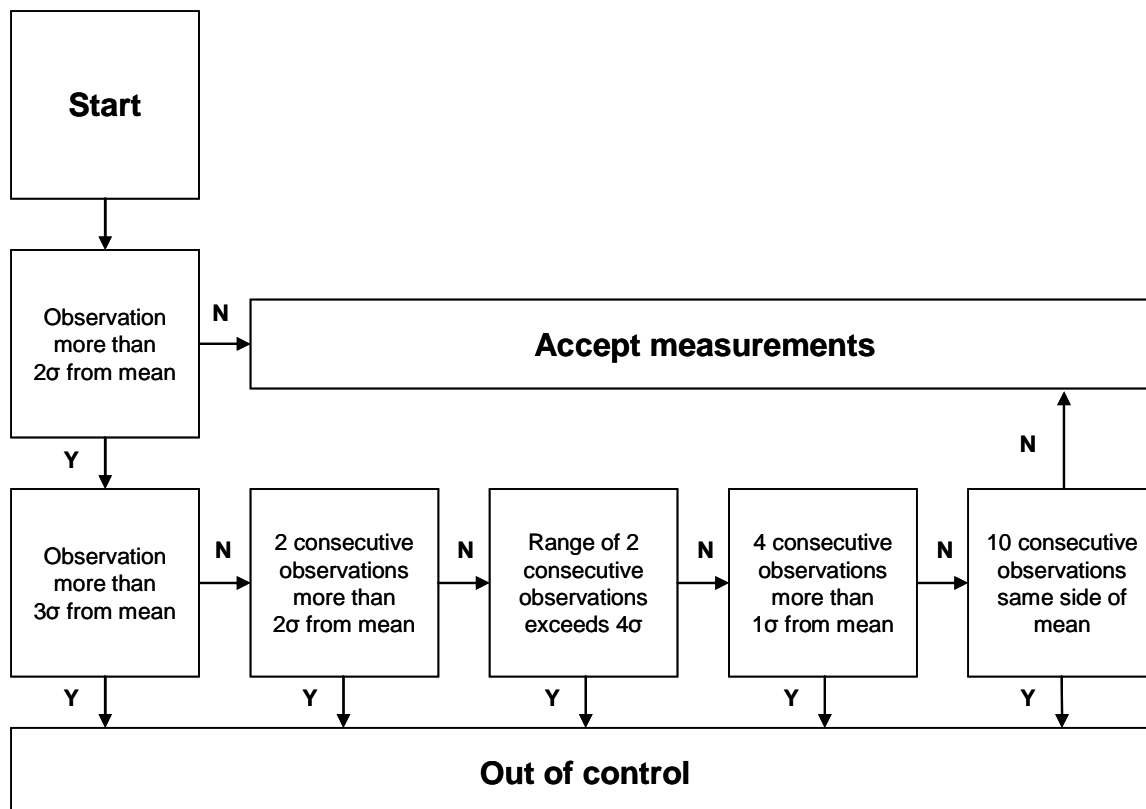 Start
Observation
more than
2σ from mean
N
Accept measurements
Y
N
Observation
more than
3σ from mean
N
2 consecutive
observations
more than
2σ from mean
N
Range of 2
consecutive
observations
exceeds 4σ
N
4 consecutive
observations
more than
1σ from mean
N
10 consecutive
observations
same side of
mean
Y
Y
Y
Y
Y
Out of control